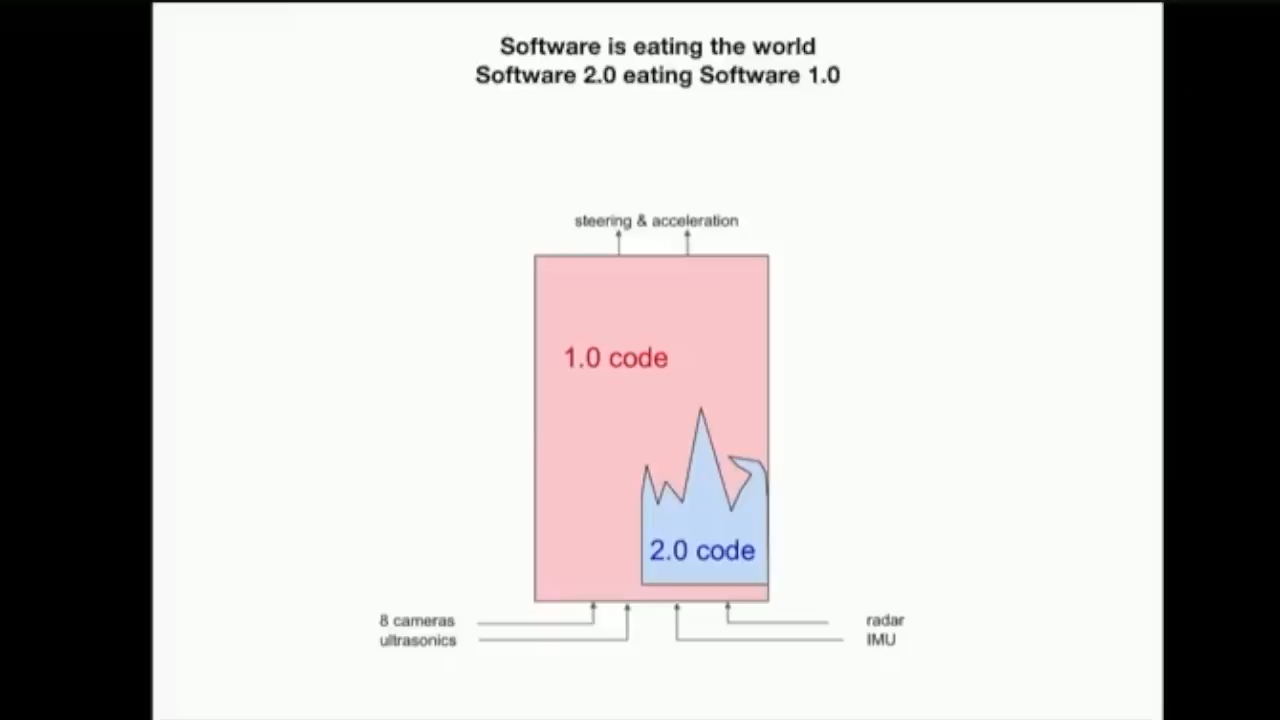 Software is eating the world
Software 2.0 eating Software 1.0
steering & acceleration
1.0 code
2.0 code
8 cameras
ultrasonics
radar
IMU